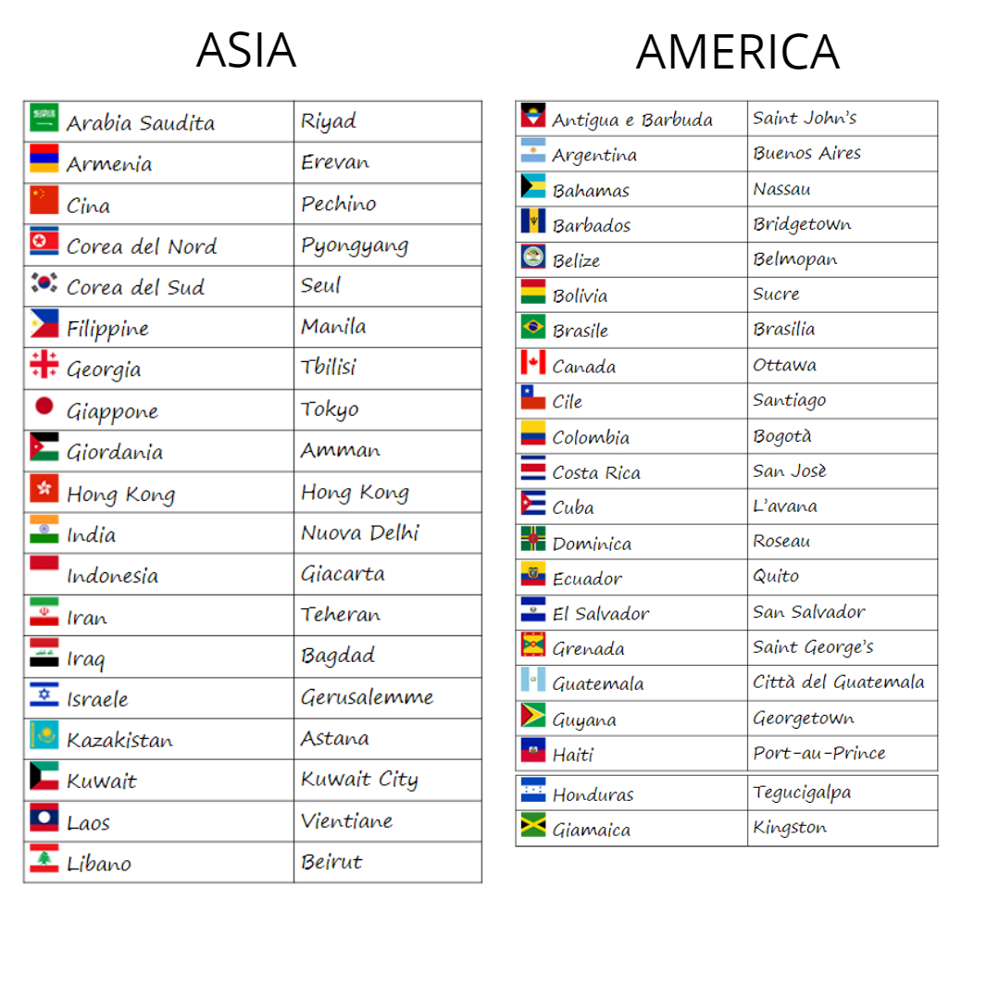 ASIA
Arabia Saudita Riyad
Armenia Erevan
Cina Pechino
Corea del Nord Pyongyang
Corea del Sud Seul
Filippine Manila
Georgia Tbilisi
Giappone Tokyo
Giordania Amman
Hong Kong Hong Kong
India Nuova Delhi
Indonesia Giacarta
Iran Teheran
Iraq Bagdad
Israele Gerusalemme
Kazakistan Astana
Kuwait Kuwait City
Laos Vientiane
Libano Beirut
AMERICA
Antigua e Barbuda Saint John's
Argentina Buenos Aires
Bahamas Nassau
Barbados Bridgetown
Belize Belmopan
Bolivia Sucre
Brasile Brasilia
Canada Ottawa
Cile Santiago
Colombia Bogotà
Costa Rica San Josè
Cuba L'avana
Dominica Roseau
Ecuador Quito
El Salvador San Salvador
Grenada Saint George's
Guatemala Città del Guatemala
Guyana Georgetown
Haiti Port-au-Prince
Honduras Tegucigalpa
Giamaica Kingston